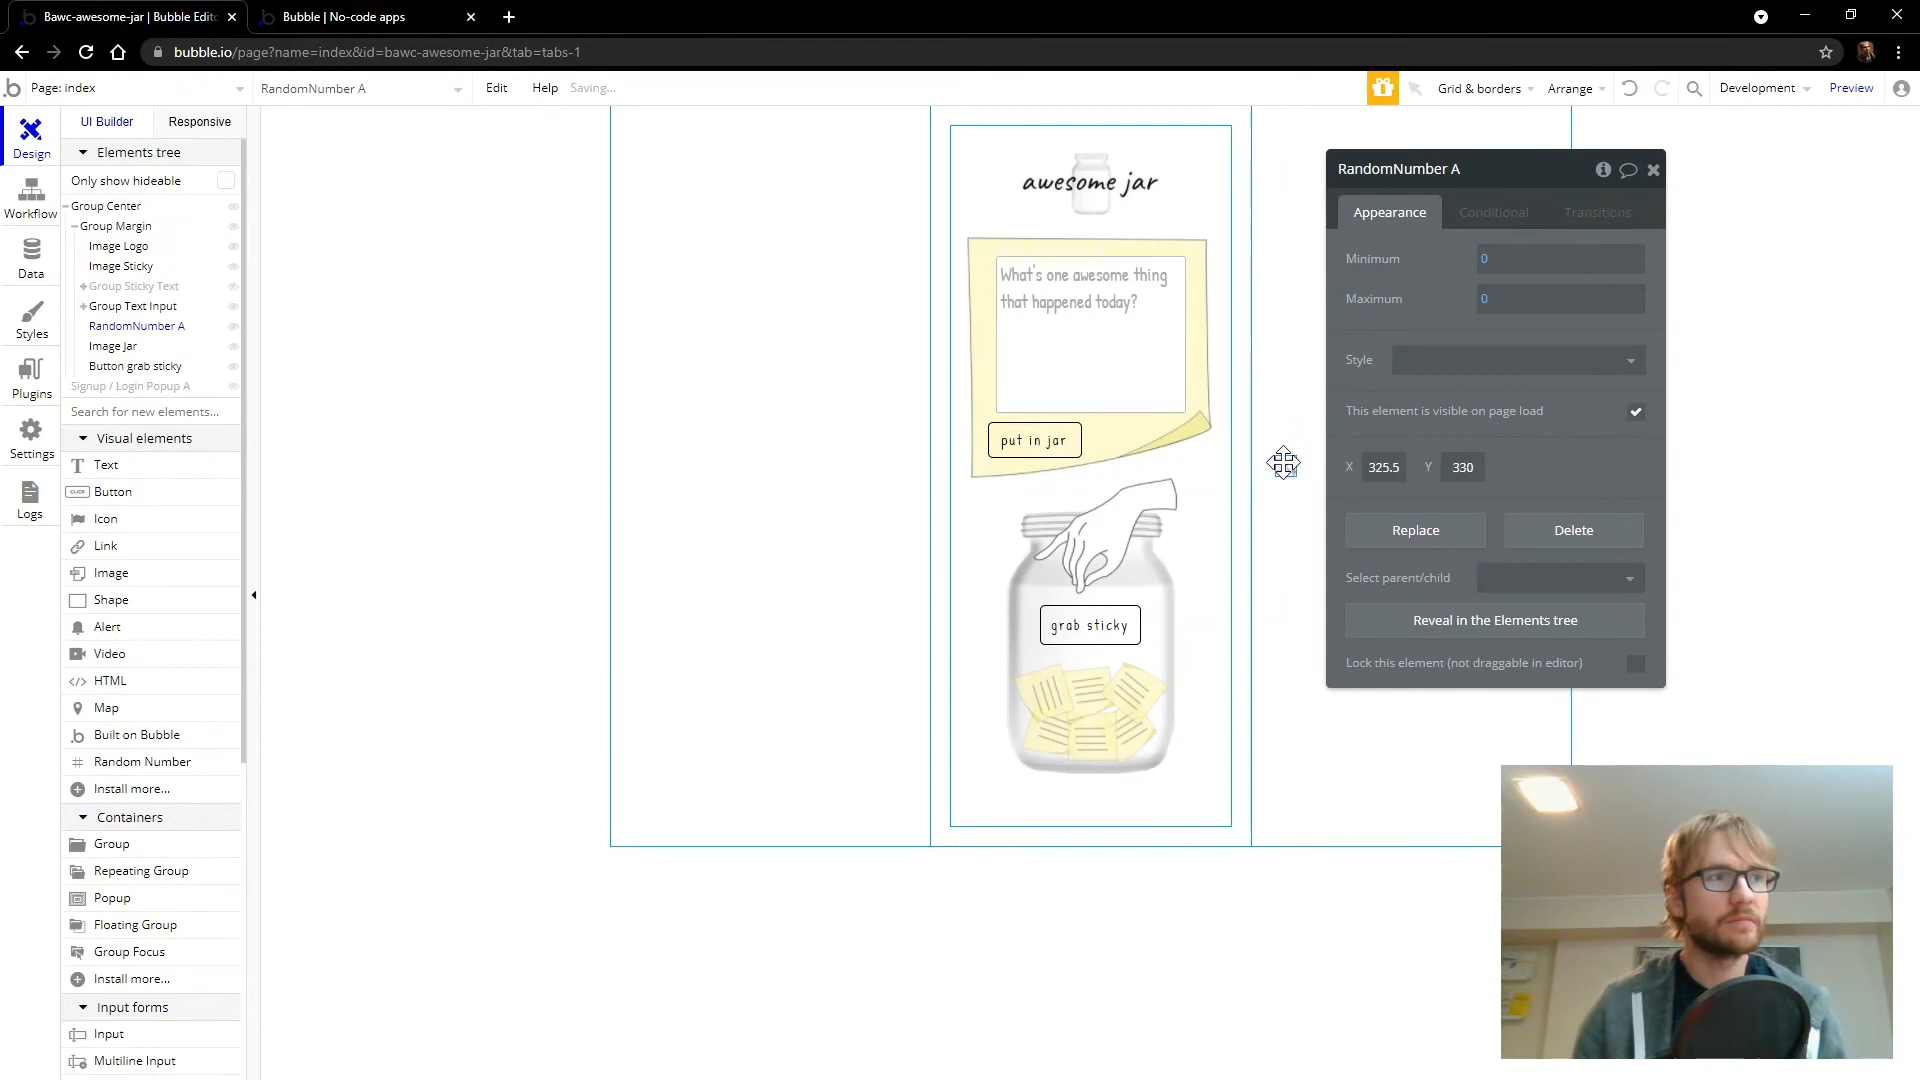 Bawc-awesome-jar | Bubble Edit
Bubble | No-code apps
bubble.io/page?name=index&id=bawc-awesome-jar&tab=tabs-1
Page: index
RandomNumber A
Edit
Help
Saving...
Grid & borders
Arrange
Development
Preview
Design
Workflow
Data
Styles
Plugins
Settings
Logs
UI Builder
Responsive
Elements tree
Only show hideable
Group Center
Group Margin
Image Logo
Image Sticky
Group Sticky Text
Group Text Input
RandomNumber A
Image Jar
Button grab sticky
Signup / Login Popup A
Search for new elements...
Visual elements
Text
Button
Icon
Link
Image
Shape
Alert
Video
HTML
Map
Built on Bubble
Random Number
Install more...
Containers
Group
Repeating Group
Popup
Floating Group
Group Focus
Install more...
Input forms
Input
Multiline Input
awesome jar
What's one awesome thing
that happened today?
put in jar
grab sticky
RandomNumber A
Appearance
Conditional
Transitions
Minimum 0
Maximum 0
Style
This element is visible on page load
X 325.5 Y 330
Replace
Delete
Select parent/child
Reveal in the Elements tree
Lock this element (not draggable in editor)